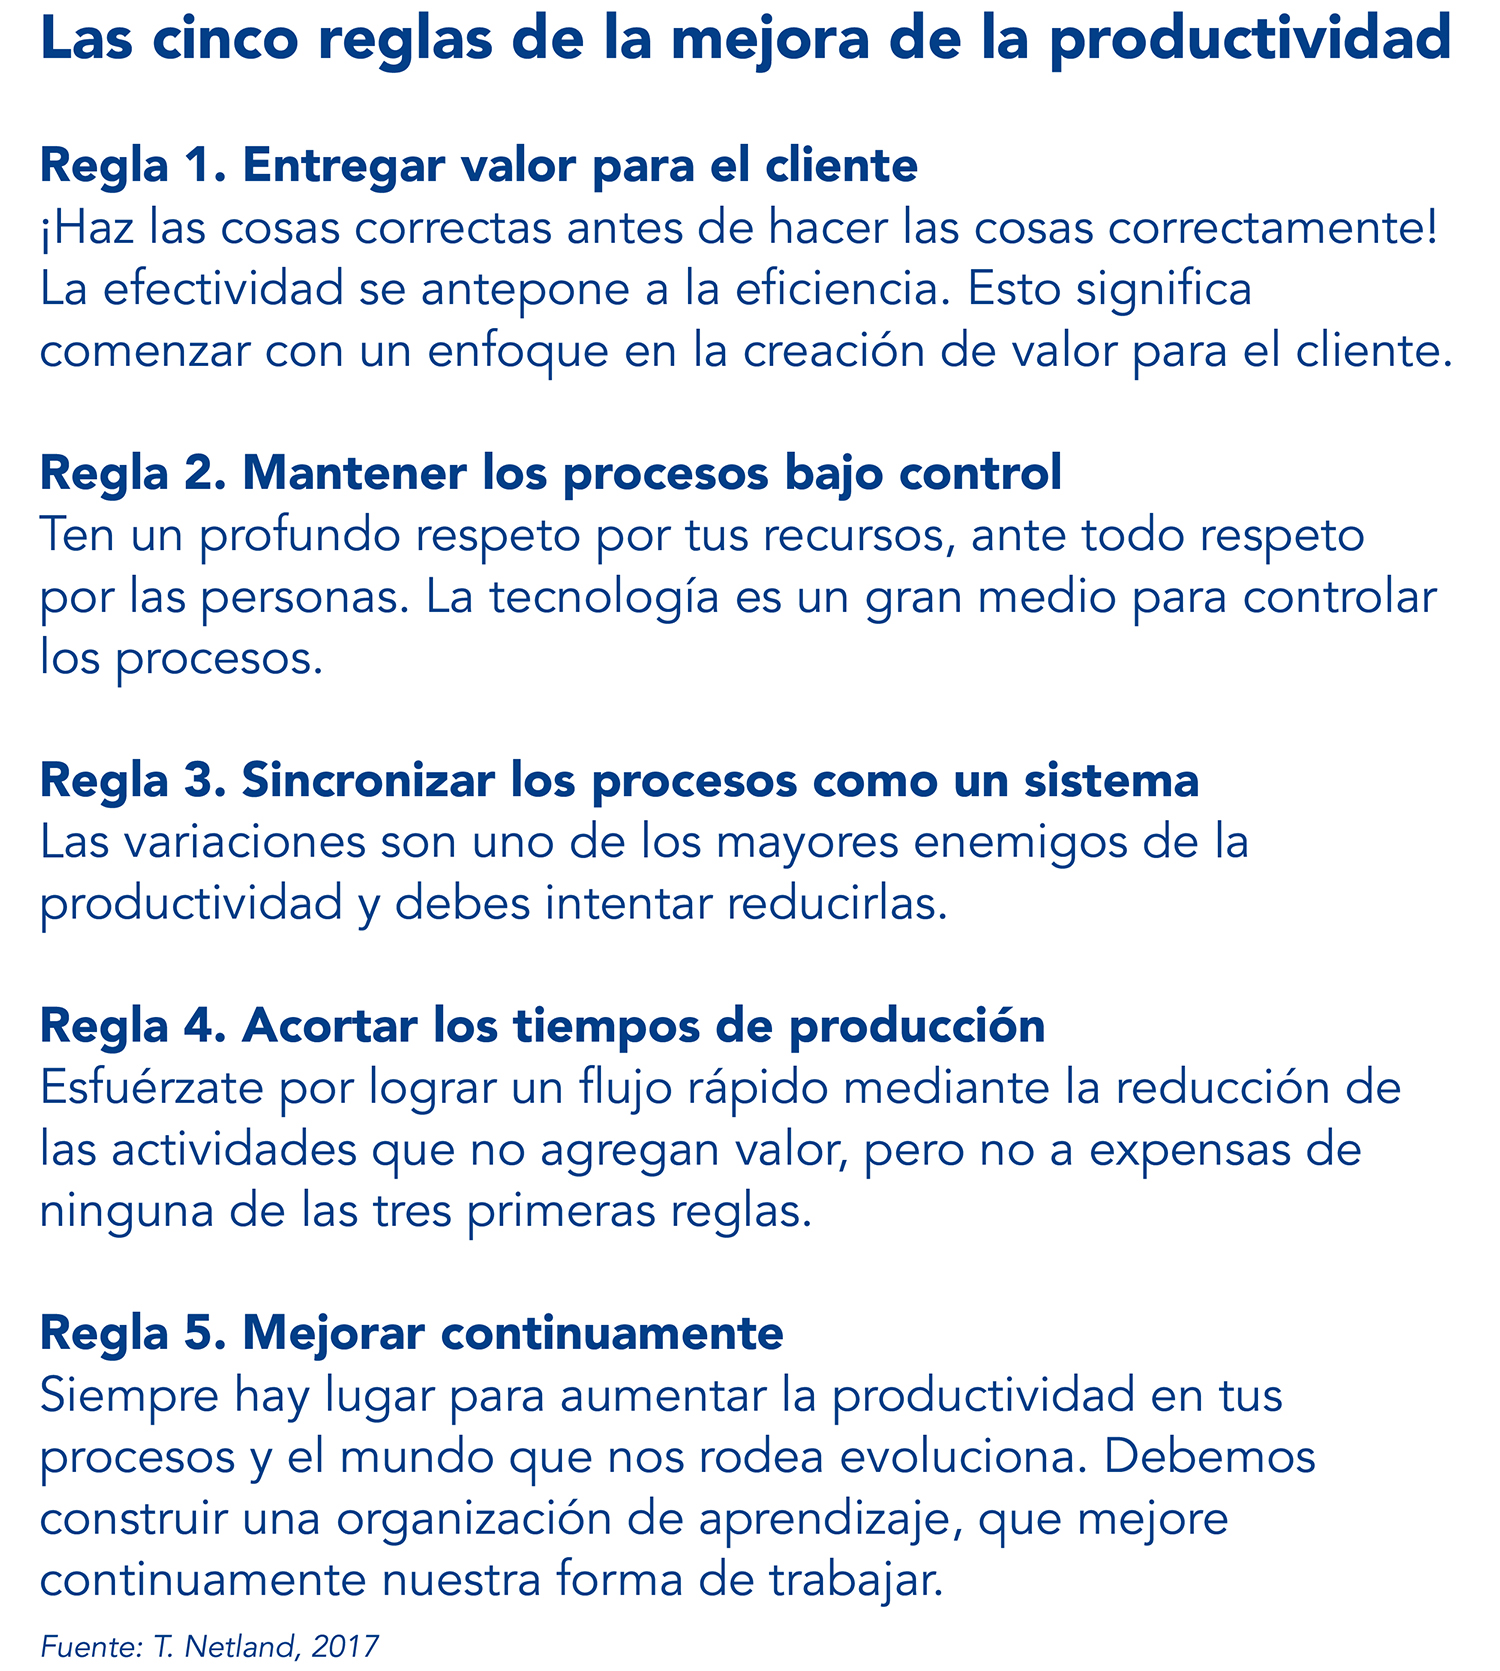 Las cinco reglas de la mejora de la productividad
Regla 1. Entregar valor para el cliente
¡Haz las cosas correctas antes de hacer las cosas correctamente!
La efectividad se antepone a la eficiencia. Esto significa
comenzar con un enfoque en la creación de valor para el cliente.
Regla 2. Mantener los procesos bajo control
Ten un profundo respeto por tus recursos, ante todo respeto
por las personas. La tecnología es un gran medio para controlar
los procesos.
Regla 3. Sincronizar los procesos como un sistema
Las variaciones son uno de los mayores enemigos de la
productividad y debes intentar reducirlas.
Regla 4. Acortar los tiempos de producción
Esfuérzate por lograr un flujo rápido mediante la reducción de
las actividades que no agregan valor, pero no a expensas de
ninguna de las tres primeras reglas.
Regla 5. Mejorar continuamente
Siempre hay lugar para aumentar la productividad en tus
procesos y el mundo que nos rodea evoluciona. Debemos
construir una organización de aprendizaje, que mejore
continuamente nuestra forma de trabajar.
Fuente: T. Netland, 2017